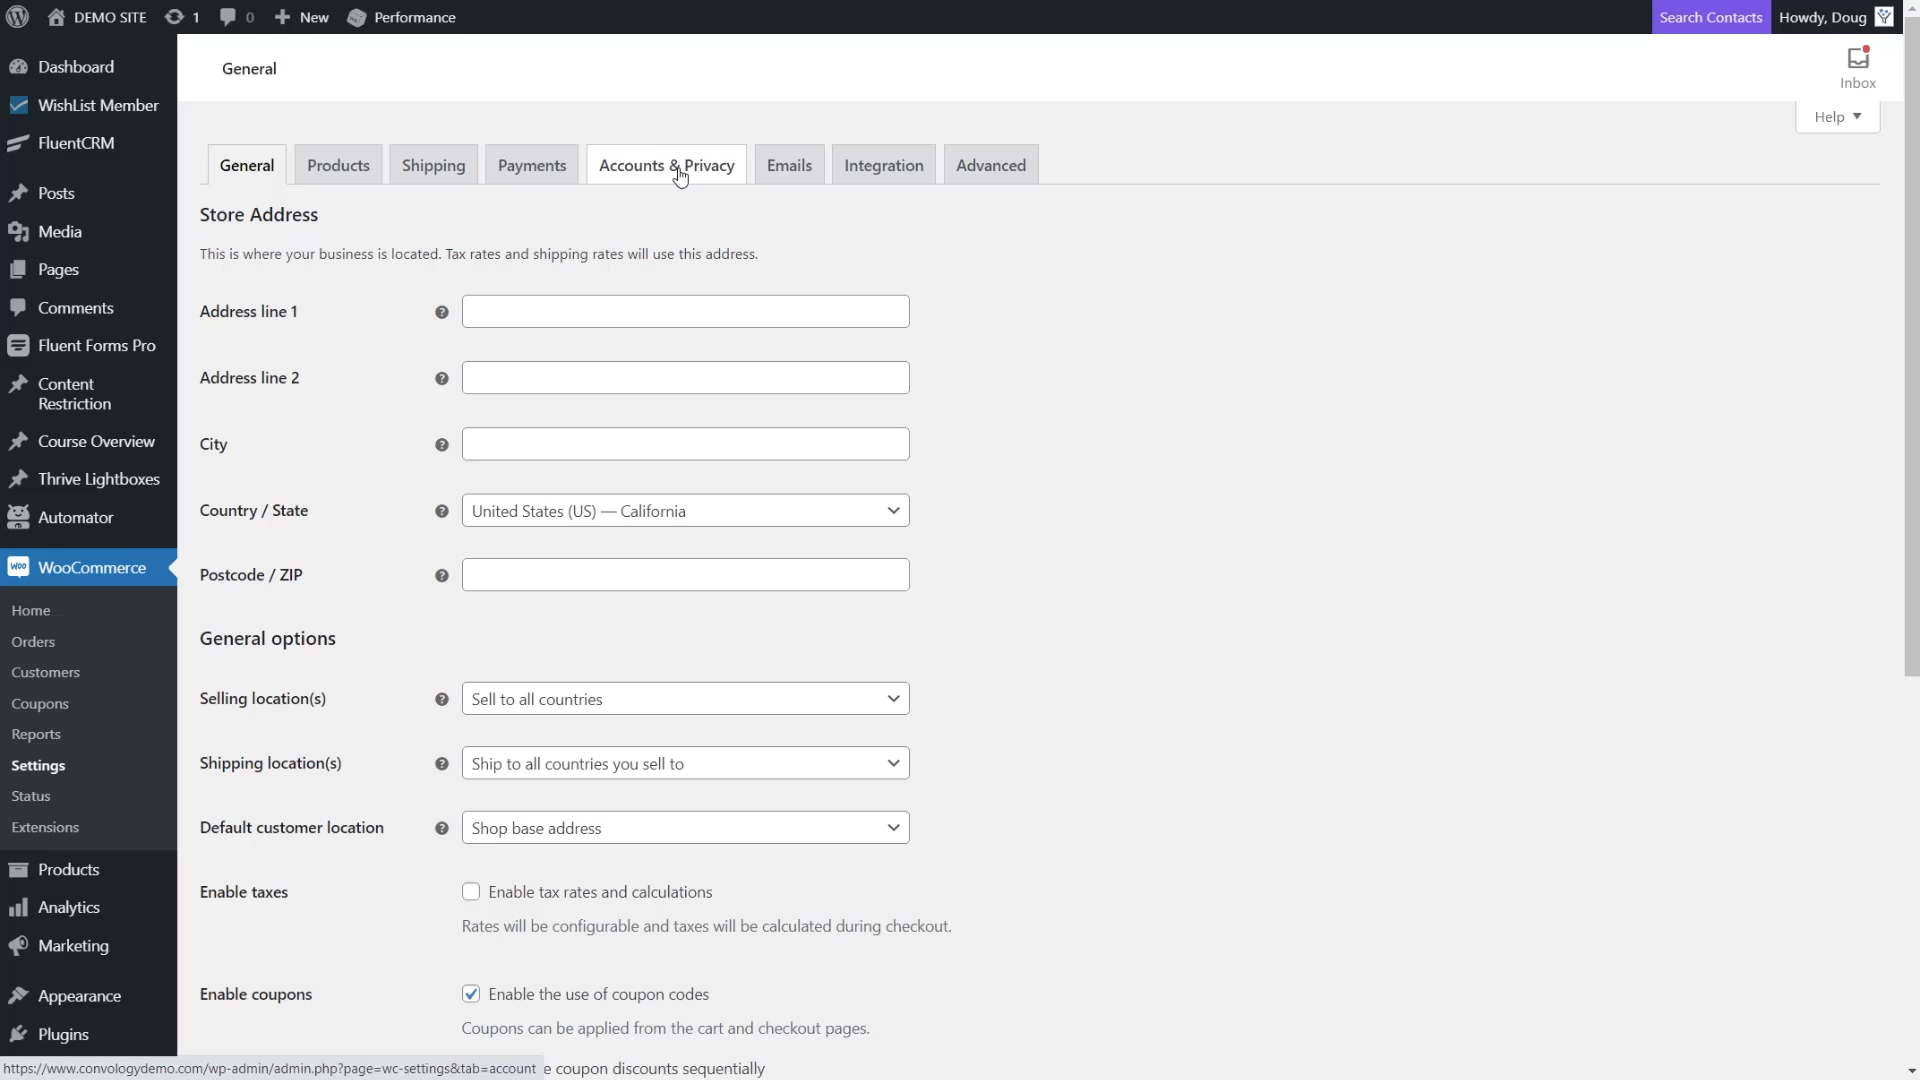 DEMO SITE 1 0 New Performance Search Contacts Howdy, Doug
General
Inbox
Help
Dashboard
WishList Member
FluentCRM
Posts
Media
Pages
Comments
Fluent Forms Pro
Content
Restriction
Course Overview
Thrive Lightboxes
Automator
WooCommerce
Home
Orders
Customers
Coupons
Reports
Settings
Status
Extensions
Products
Analytics
Marketing
Appearance
Plugins
General Products Shipping Payments Accounts & Privacy Emails Integration Advanced
Store Address
This is where your business is located. Tax rates and shipping rates will use this address.
Address line 1
Address line 2
City
Country / State United States (US) — California
Postcode / ZIP
General options
Selling location(s) Sell to all countries
Shipping location(s) Ship to all countries you sell to
Default customer location Shop base address
Enable taxes Enable tax rates and calculations
Rates will be configurable and taxes will be calculated during checkout.
Enable coupons Enable the use of coupon codes
Coupons can be applied from the cart and checkout pages.
https://www.convologydemo.com/wp-admin/admin.php?page=wc-settings&tab=account e coupon discounts sequentially